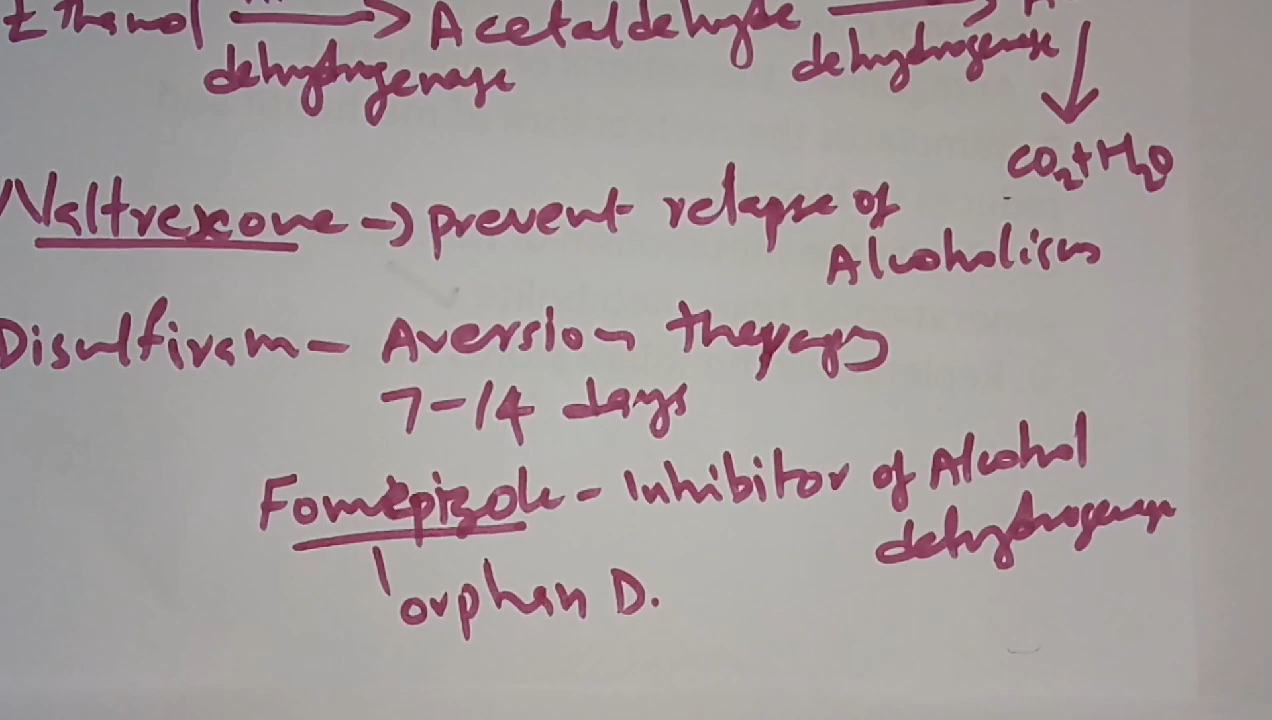 Ethanol → Acetaldehyde →
dehydrogenase dehydrogenase
↓
CO2+H2O
Naltrexone → prevent relapse of
Alcoholism
Disulfiram - Aversion therapy
7-14 days
Fomepizole - Inhibitor of Alcohol
dehydrogenase
orphan D.